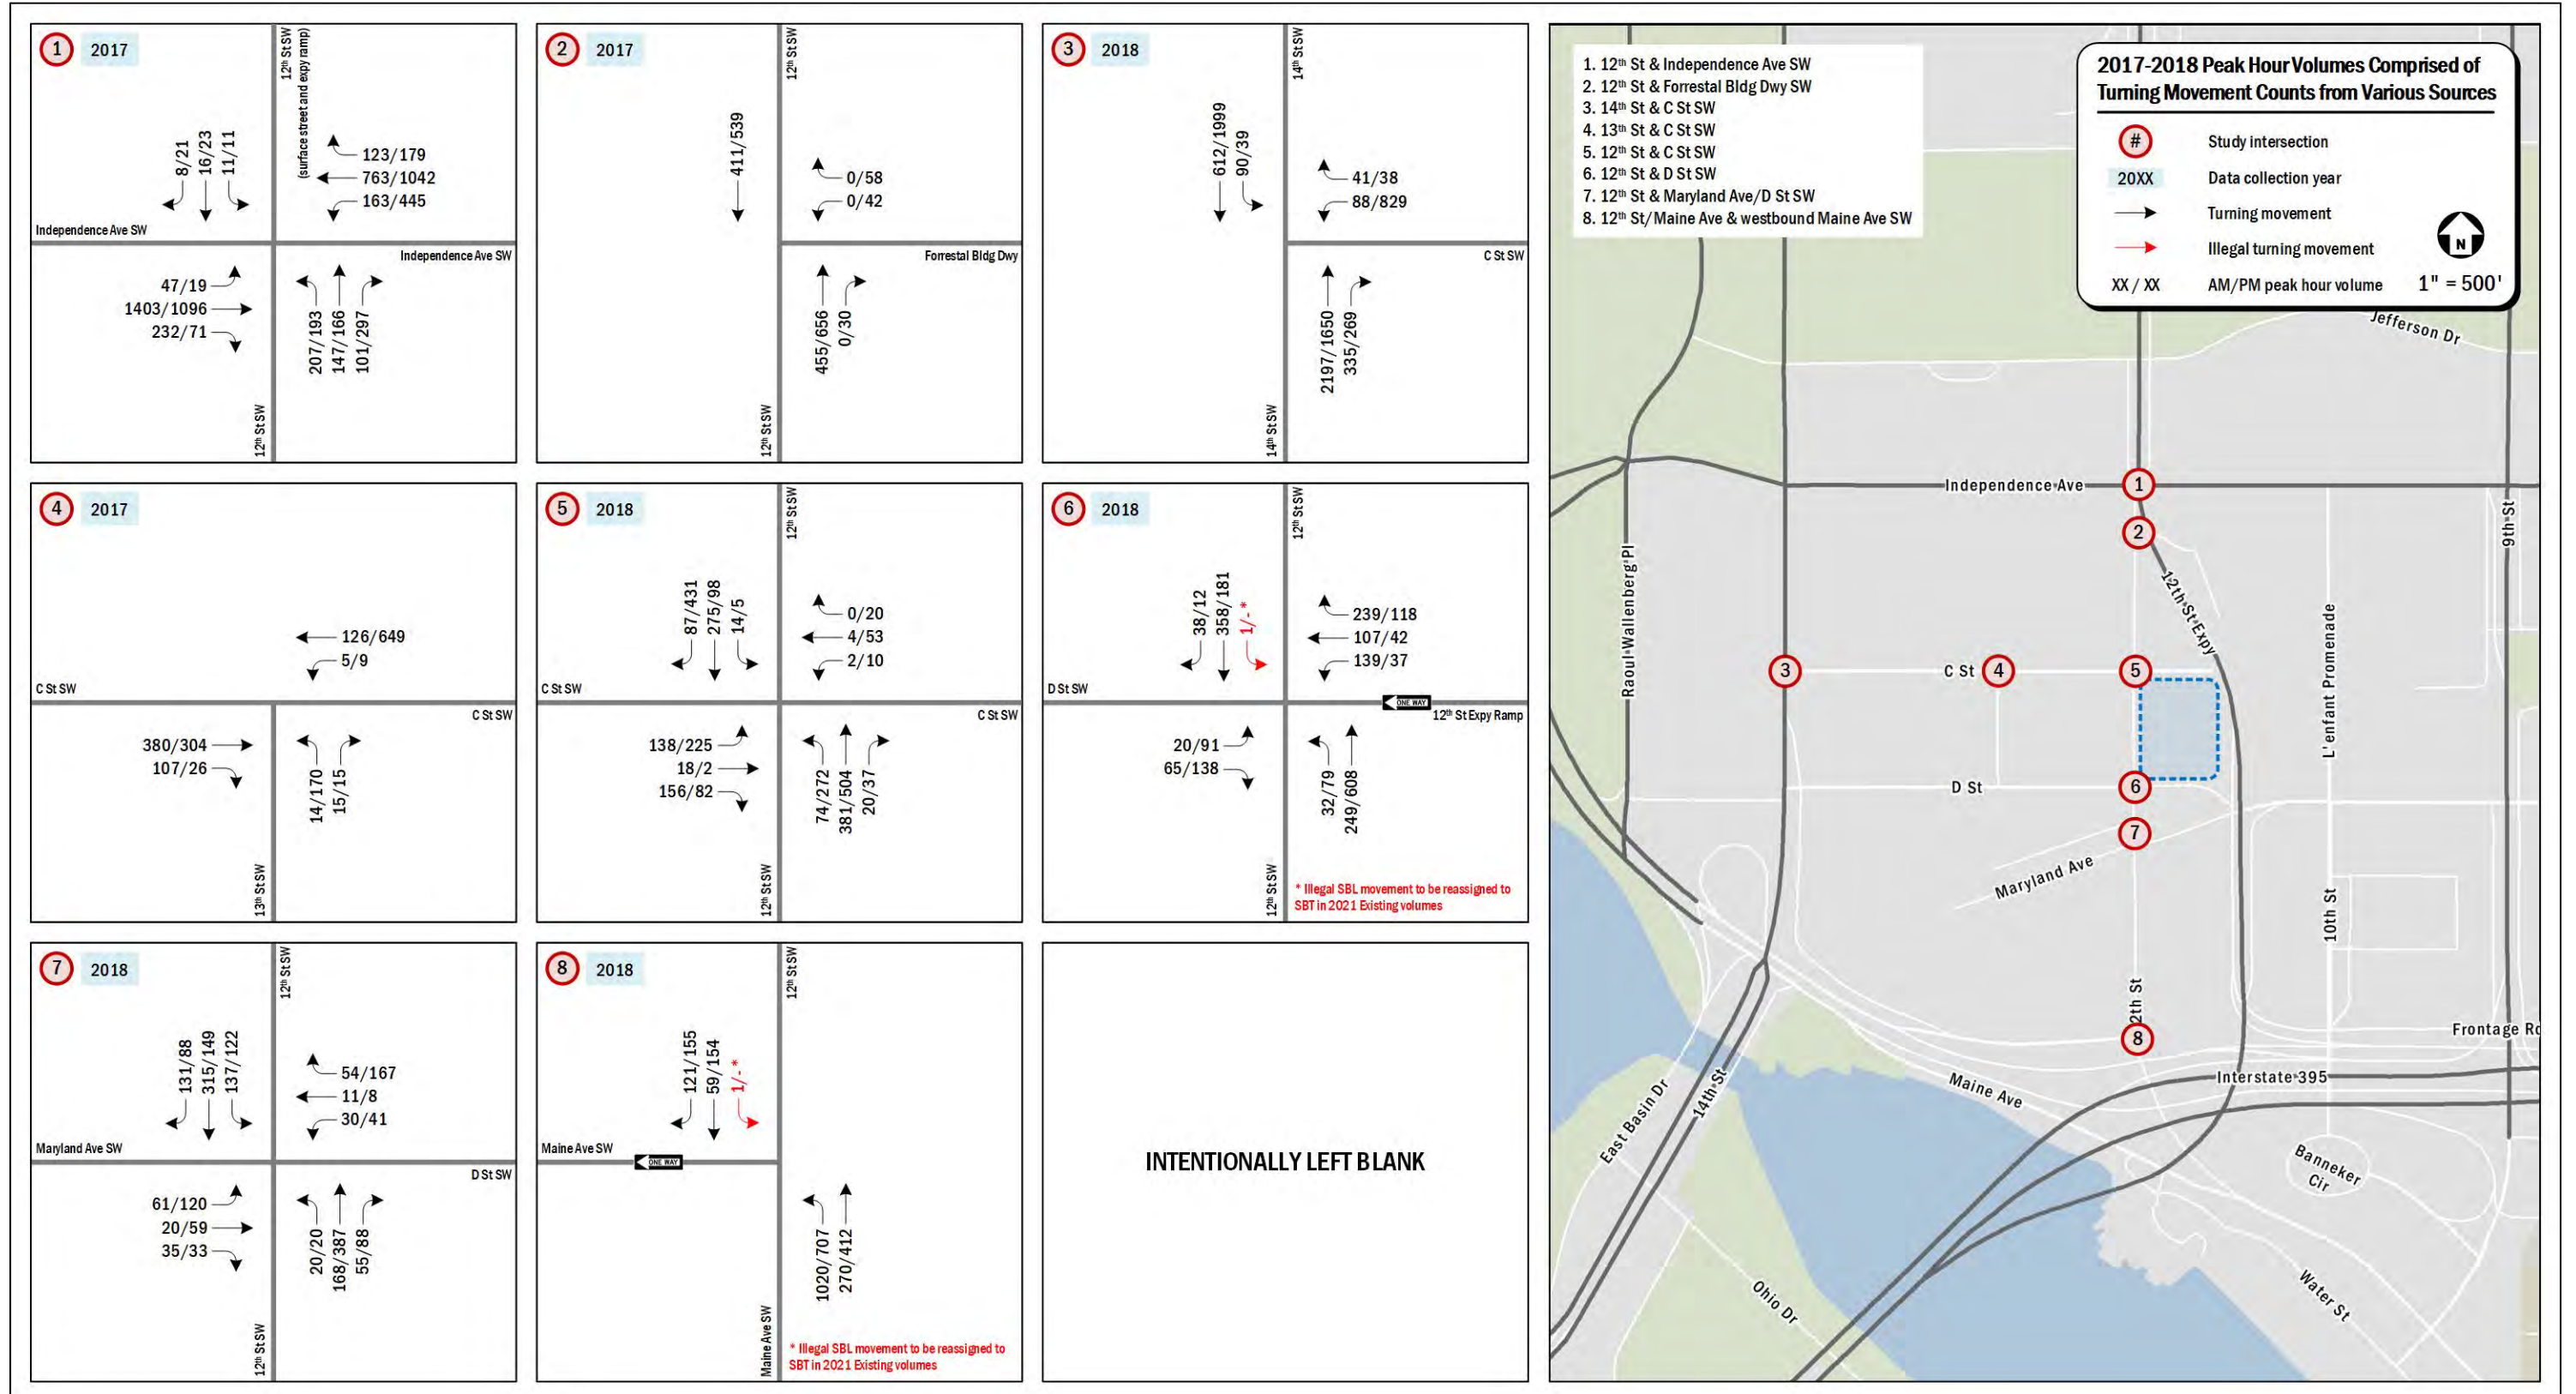 1 2017
12th St SW
(surface street and expy ramp)
8/21
16/23
11/11
123/179
763/1042
163/445
Independence Ave SW
Independence Ave SW
47/19
1403/1096
232/71
207/193
147/166
101/297
12th St SW
2 2017
12th St SW
411/539
0/58
0/42
Forrestal Bldg Dwy
455/656
0/30
12th St SW
3 2018
14th St SW
612/1999
90/39
41/38
88/829
C St SW
2197/1650
335/269
14th St SW
4 2017
126/649
5/9
C St SW
C St SW
380/304
107/26
14/170
15/15
13th St SW
5 2018
12th St SW
87/431
275/98
14/5
0/20
4/53
2/10
C St SW
C St SW
138/225
18/2
156/82
74/272
381/504
20/37
12th St SW
6 2018
12th St SW
38/12
358/181
1/-*
239/118
107/42
139/37
D St SW
ONE WAY
12th St Expy Ramp
20/91
65/138
32/79
249/608
12th St SW
* Illegal SBL movement to be reassigned to
SBT in 2021 Existing volumes
7 2018
12th St SW
131/88
315/149
137/122
54/167
11/8
30/41
Maryland Ave SW
D St SW
61/120
20/59
35/33
20/20
168/387
55/88
12th St SW
8 2018
12th St SW
121/155
59/154
1/-*
Maine Ave SW
ONE WAY
1020/707
270/412
Maine Ave SW
* Illegal SBL movement to be reassigned to
SBT in 2021 Existing volumes
INTENTIONALLY LEFT BLANK
1. 12th St & Independence Ave SW
2. 12th St & Forrestal Bldg Dwy SW
3. 14th St & C St SW
4. 13th St & C St SW
5. 12th St & C St SW
6. 12th St & D St SW
7. 12th St & Maryland Ave/D St SW
8. 12th St/Maine Ave & westbound Maine Ave SW
2017-2018 Peak Hour Volumes Comprised of
Turning Movement Counts from Various Sources
# Study intersection
20XX Data collection year
Turning movement
Illegal turning movement
N
XX / XX AM/PM peak hour volume 1" = 500'
Jefferson Dr
Independence Ave
1
2
9th St
Raoul Wallenberg Pl
12th St Expy
L'enfant Promenade
3
C St
4
5
D St
6
7
Maryland Ave
10th St
2th St
8
Frontage Rd
Interstate 395
Maine Ave
14th St
East Basin Dr
Banneker
Cir
Water St
Ohio Dr